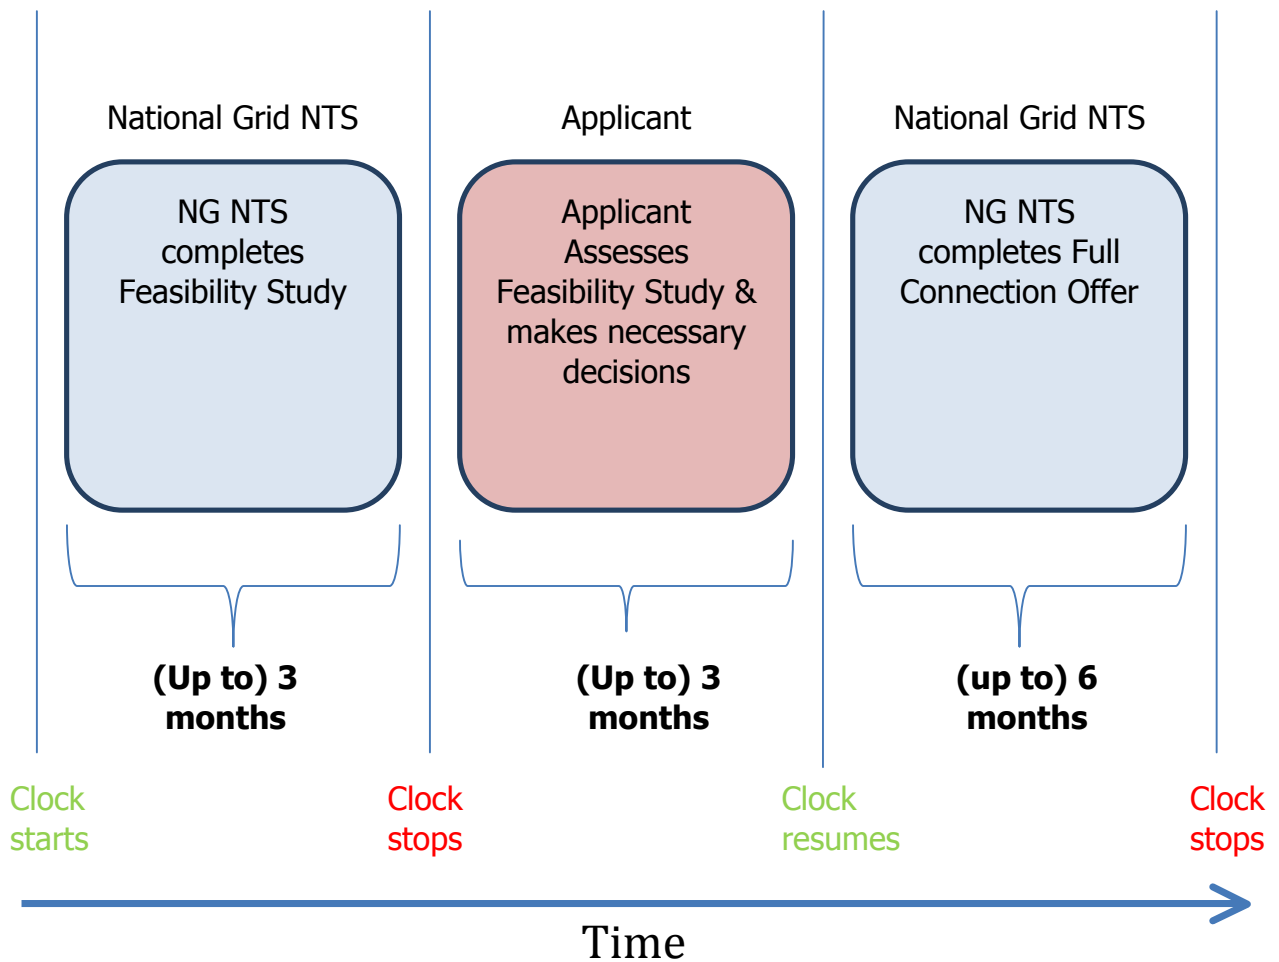 National Grid NTS
Applicant
National Grid NTS
NG NTS
completes
Feasibility Study
Applicant
Assesses
Feasibility Study &
makes necessary
decisions
NG NTS
completes Full
Connection Offer
(Up to) 3
months
(Up to) 3
months
(up to) 6
months
Clock
starts
Clock
stops
Clock
resumes
Clock
stops
Time